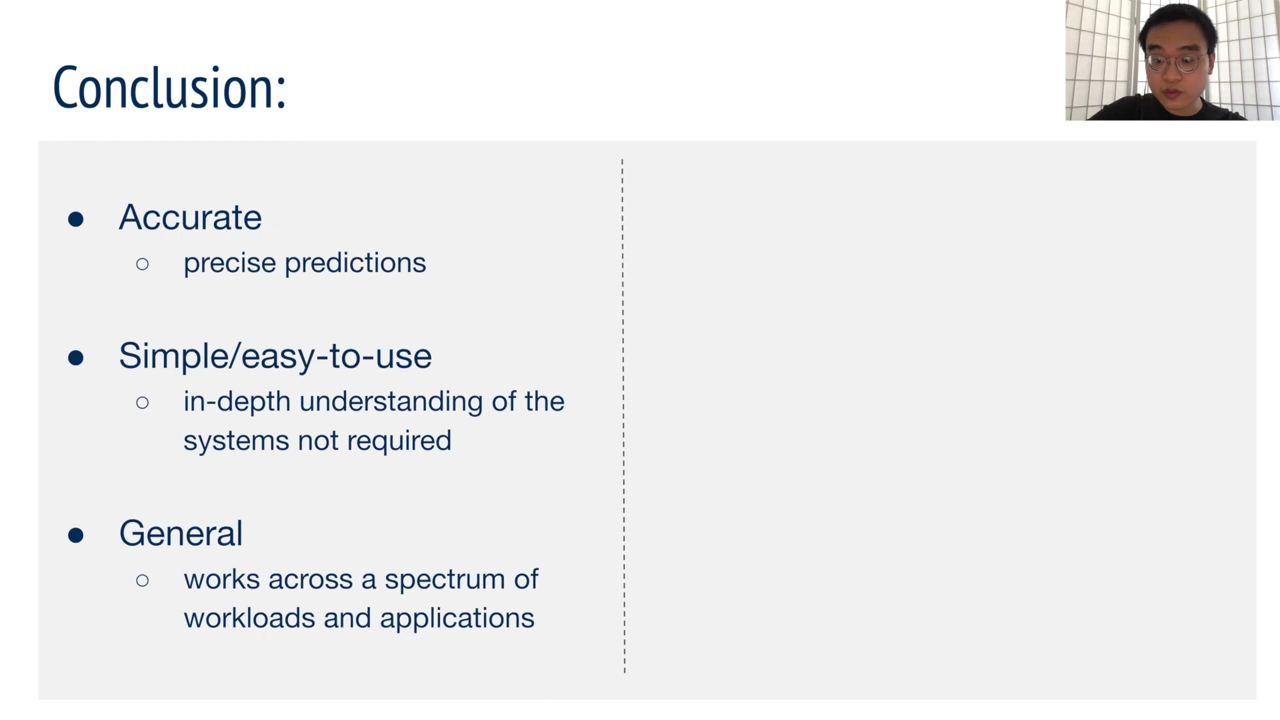 Conclusion:
● Accurate
○ precise predictions
● Simple/easy-to-use
○ in-depth understanding of the
systems not required
● General
○ works across a spectrum of
workloads and applications